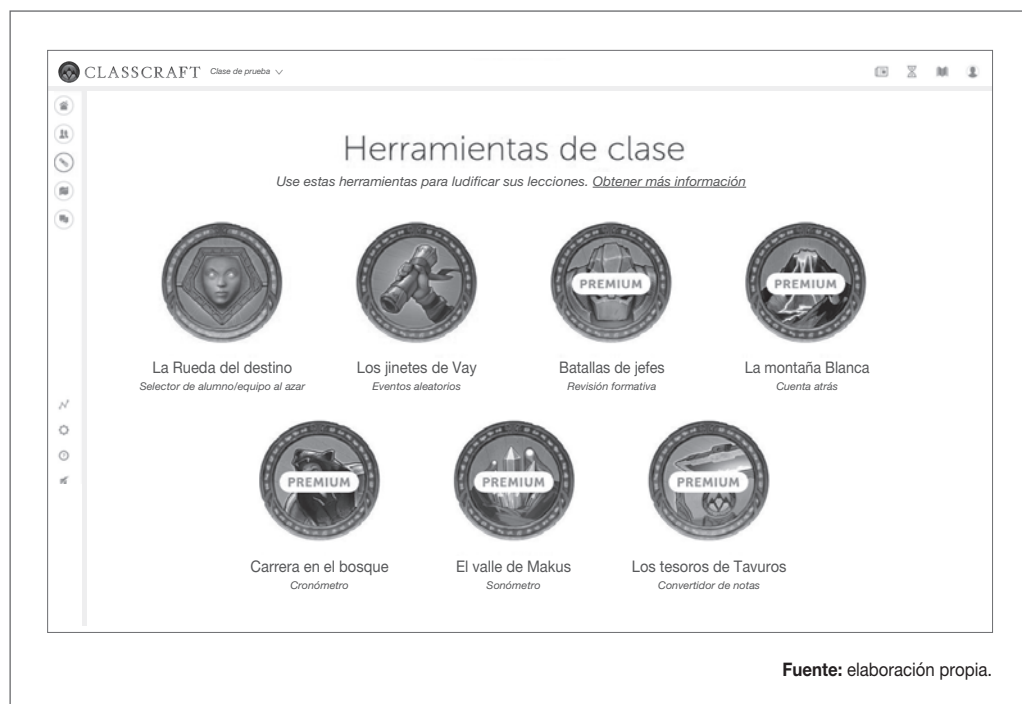 CLASSCRAFT Clase de prueba
Herramientas de clase
Use estas herramientas para ludificar sus lecciones. Obtener más información
PREMIUM PREMIUM
La Rueda del destino Los jinetes de Vay Batallas de jefes La montaña Blanca
Selector de alumno/equipo al azar Eventos aleatorios Revisión formativa Cuenta atrás
PREMIUM PREMIUM PREMIUM
Carrera en el bosque El valle de Makus Los tesoros de Tavuros
Cronómetro Sonómetro Convertidor de notas
Fuente: elaboración propia.